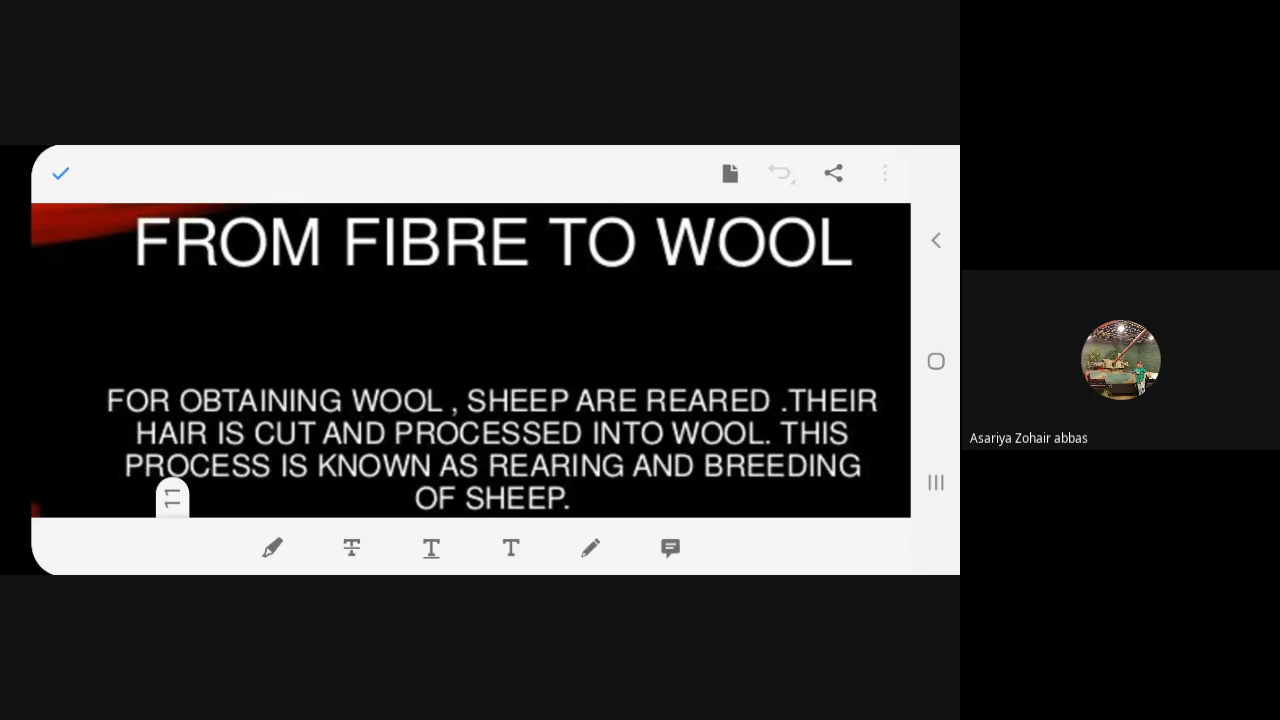 FROM FIBRE TO WOOL
FOR OBTAINING WOOL , SHEEP ARE REARED .THEIR
HAIR IS CUT AND PROCESSED INTO WOOL. THIS
PROCESS IS KNOWN AS REARING AND BREEDING
OF SHEEP.
11
Asariya Zohair abbas